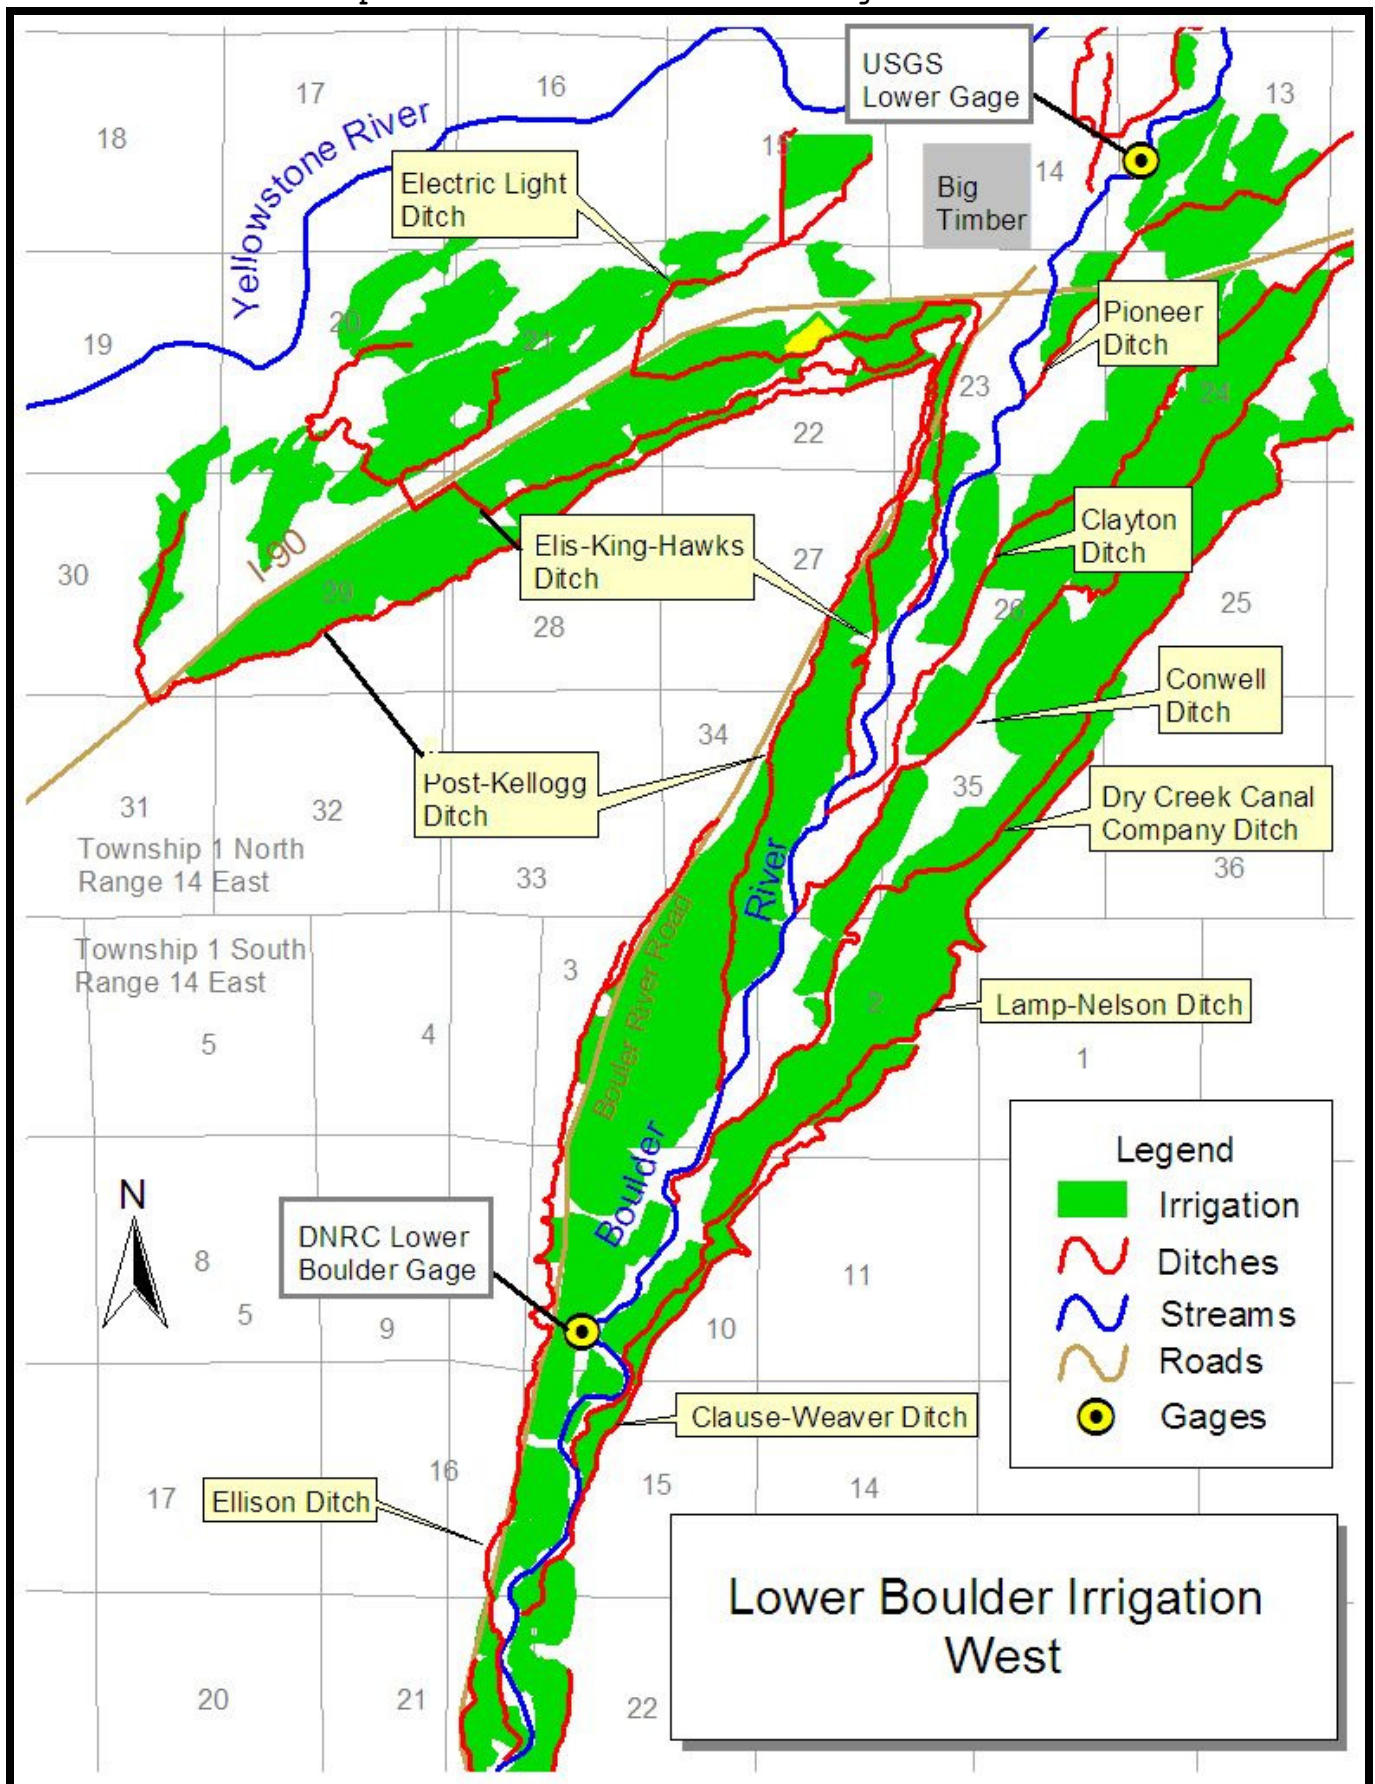 USGS
Lower Gage
17
16
13
18
Yellowstone River
15
14
Electric Light
Ditch
Big
Timber
20
21
19
Pioneer
Ditch
23
24
22
Clayton
Ditch
I-90
Elis-King-Hawks
Ditch
27
30
29
28
26
25
Conwell
Ditch
34
Post-Kellogg
Ditch
35
Dry Creek Canal
Company Ditch
31
32
Township 1 North
Range 14 East
33
36
River
Township 1 South
Range 14 East
3
Bouler River Road
2
Lamp-Nelson Ditch
5
4
1
Boulder
Legend
Irrigation
Ditches
Streams
Roads
Gages
N
DNRC Lower
Boulder Gage
8
11
5
9
10
Clause-Weaver Ditch
16
15
14
17
Ellison Ditch
Lower Boulder Irrigation
West
20
21
22